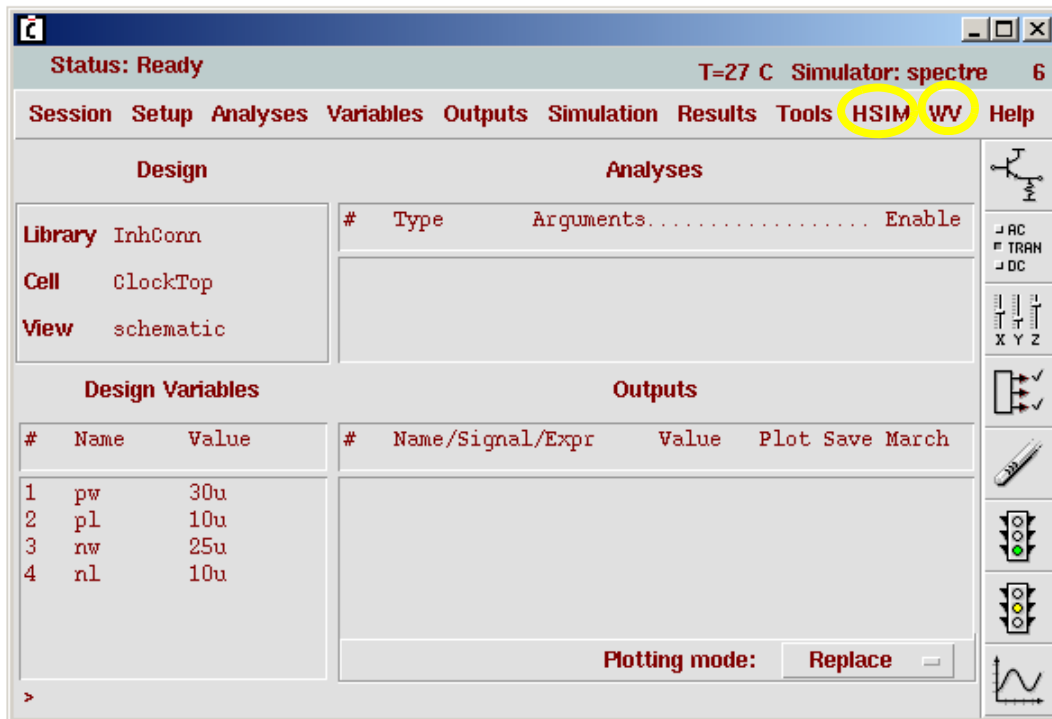 Status: Ready T=27 C Simulator: spectre 6
Session Setup Analyses Variables Outputs Simulation Results Tools HSIM WV Help
Design
Library InhConn
Cell ClockTop
View schematic
Analyses
# Type Arguments................... Enable
Design Variables
# Name Value
1 pw 30u
2 pl 10u
3 nw 25u
4 nl 10u
Outputs
# Name/Signal/Expr Value Plot Save March
Plotting mode: Replace
>
AC
TRAN
DC
X Y Z